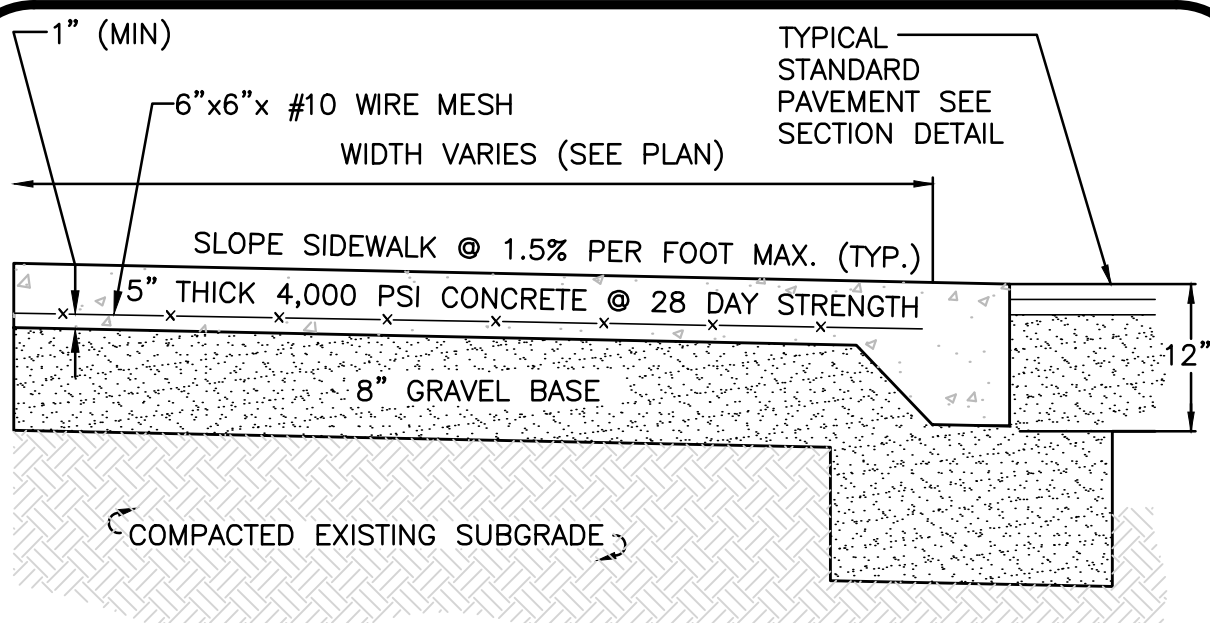 1” (MIN)
6”x6”x #10 WIRE MESH
WIDTH VARIES (SEE PLAN)
TYPICAL
STANDARD
PAVEMENT SEE
SECTION DETAIL
SLOPE SIDEWALK @ 1.5% PER FOOT MAX. (TYP.)
5” THICK 4,000 PSI CONCRETE @ 28 DAY STRENGTH
12”
8” GRAVEL BASE
COMPACTED EXISTING SUBGRADE